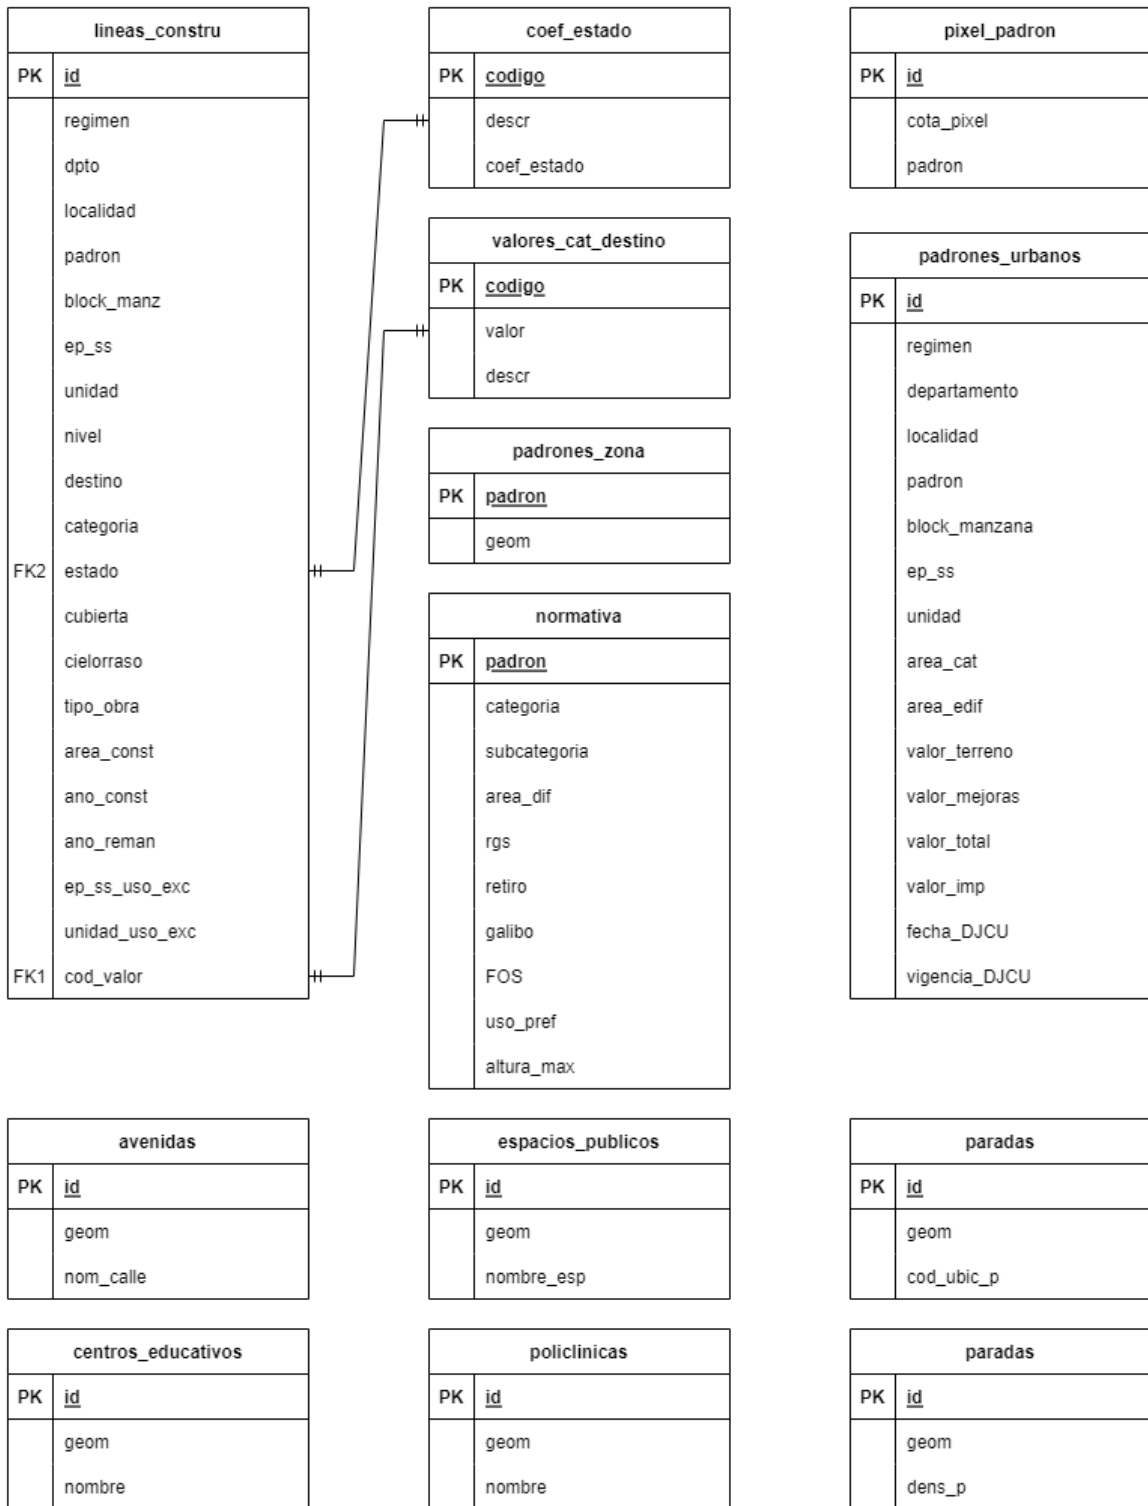 lineas_constru
PK id
regimen
dpto
localidad
padron
block_manz
ep_ss
unidad
nivel
destino
categoria
FK2 estado
cubierta
cielorraso
tipo_obra
area_const
ano_const
ano_reman
ep_ss_uso_exc
unidad_uso_exc
FK1 cod_valor
coef_estado
PK codigo
descr
coef_estado
valores_cat_destino
PK codigo
valor
descr
padrones_zona
PK padron
geom
normativa
PK padron
categoria
subcategoria
area_dif
rgs
retiro
galibo
FOS
uso_pref
altura_max
pixel_padron
PK id
cota_pixel
padron
padrones_urbanos
PK id
regimen
departamento
localidad
padron
block_manzana
ep_ss
unidad
area_cat
area_edif
valor_terreno
valor_mejoras
valor_total
valor_imp
fecha_DJCU
vigencia_DJCU
avenidas
PK id
geom
nom_calle
espacios_publicos
PK id
geom
nombre_esp
paradas
PK id
geom
cod_ubic_p
centros_educativos
PK id
geom
nombre
policlinicas
PK id
geom
nombre
paradas
PK id
geom
dens_p